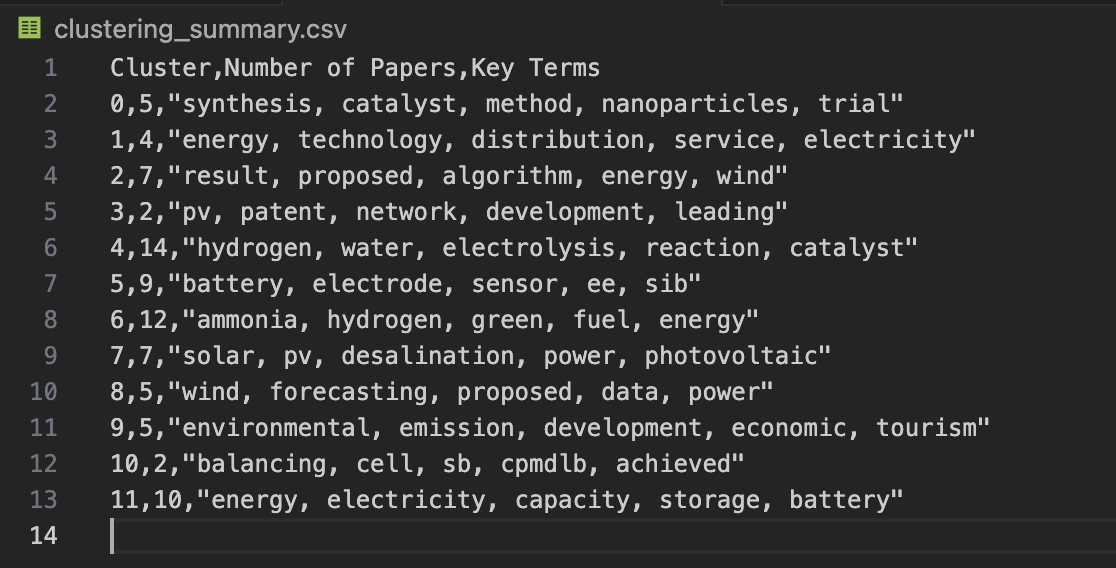 clustering_summary.csv
1 Cluster,Number of Papers,Key Terms
2 0,5,"synthesis, catalyst, method, nanoparticles, trial"
3 1,4,"energy, technology, distribution, service, electricity"
4 2,7,"result, proposed, algorithm, energy, wind"
5 3,2,"pv, patent, network, development, leading"
6 4,14,"hydrogen, water, electrolysis, reaction, catalyst"
7 5,9,"battery, electrode, sensor, ee, sib"
8 6,12,"ammonia, hydrogen, green, fuel, energy"
9 7,7,"solar, pv, desalination, power, photovoltaic"
10 8,5,"wind, forecasting, proposed, data, power"
11 9,5,"environmental, emission, development, economic, tourism"
12 10,2,"balancing, cell, sb, cpmdlb, achieved"
13 11,10,"energy, electricity, capacity, storage, battery"
14